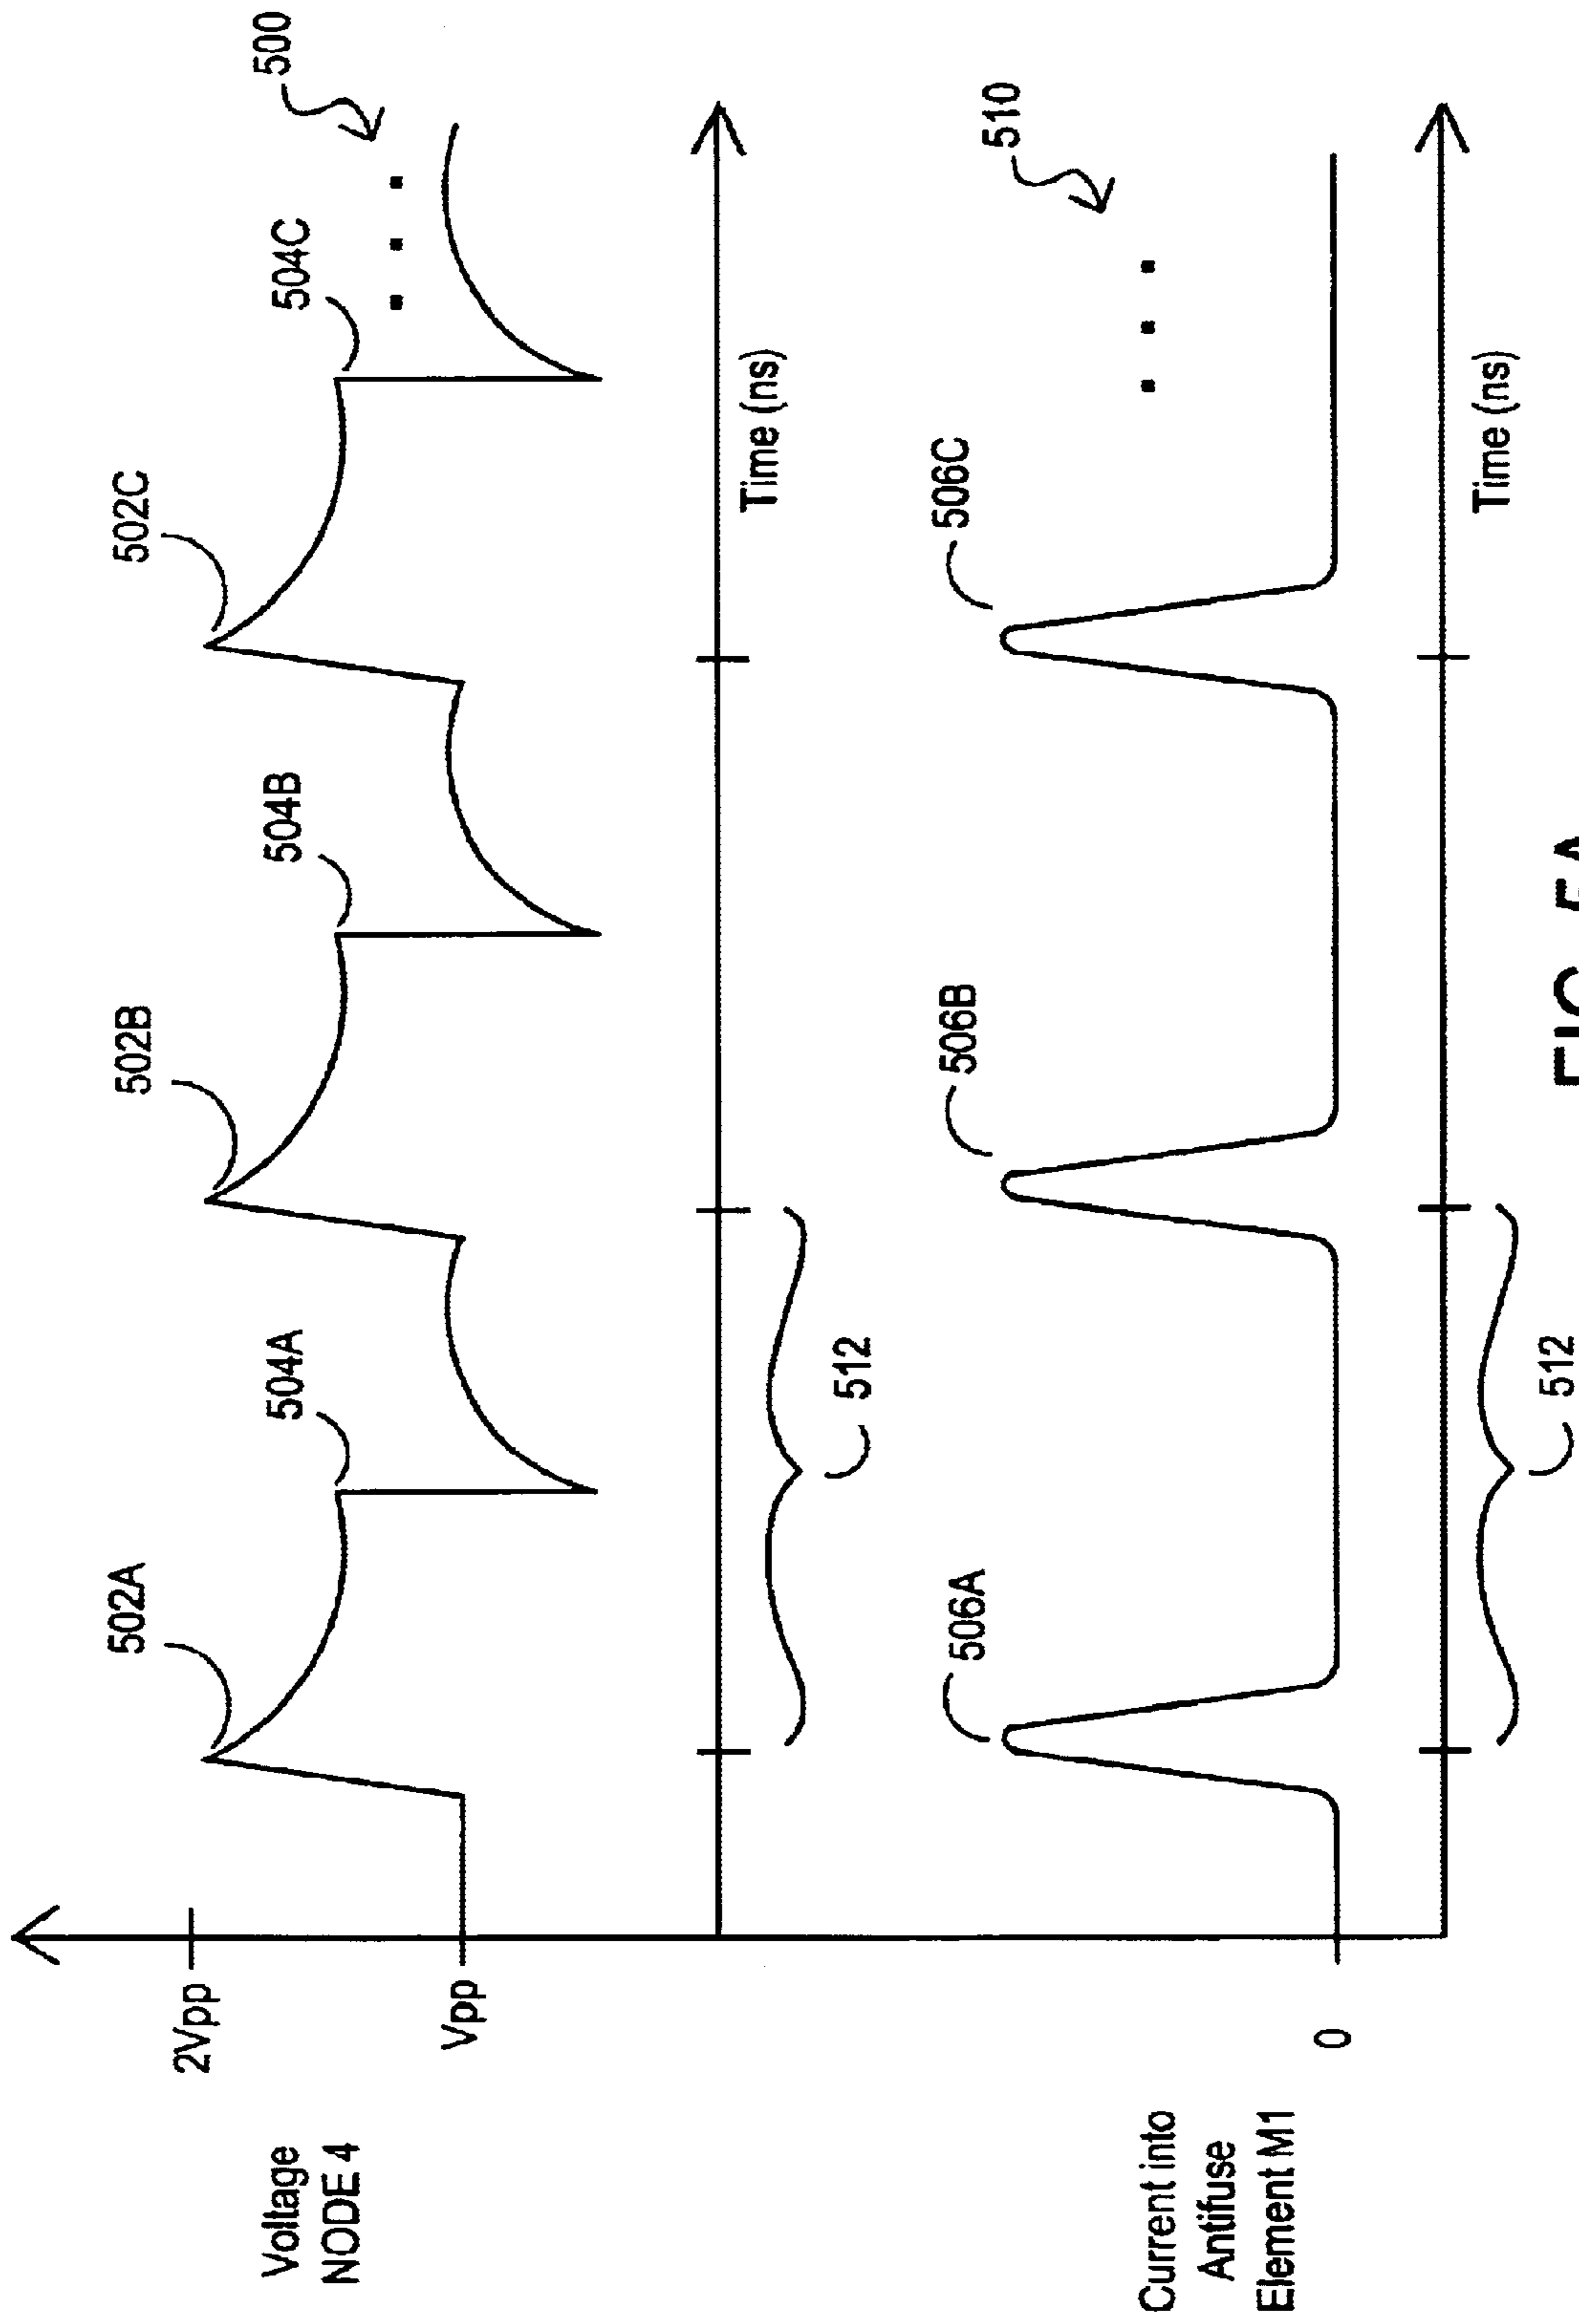 500
502A
502B
502C
504A
504B
504C
2Vpp
Vpp
Voltage
NODE 4
Time (ns)
512
510
506A
506B
506C
0
Current into
Antifuse
Element M1
Time (ns)
512